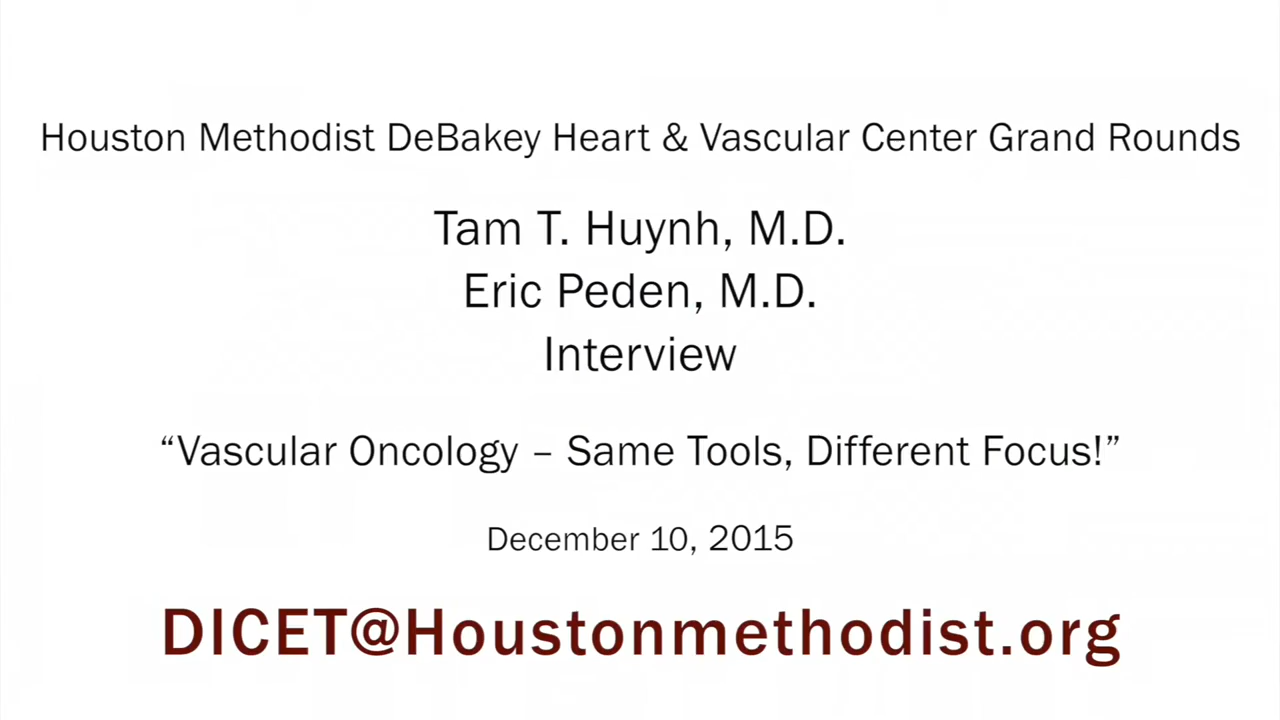 Houston Methodist DeBakey Heart & Vascular Center Grand Rounds
Tam T. Huynh, M.D.
Eric Peden, M.D.
Interview
“Vascular Oncology – Same Tools, Different Focus!”
December 10, 2015
DICET@Houstonmethodist.org